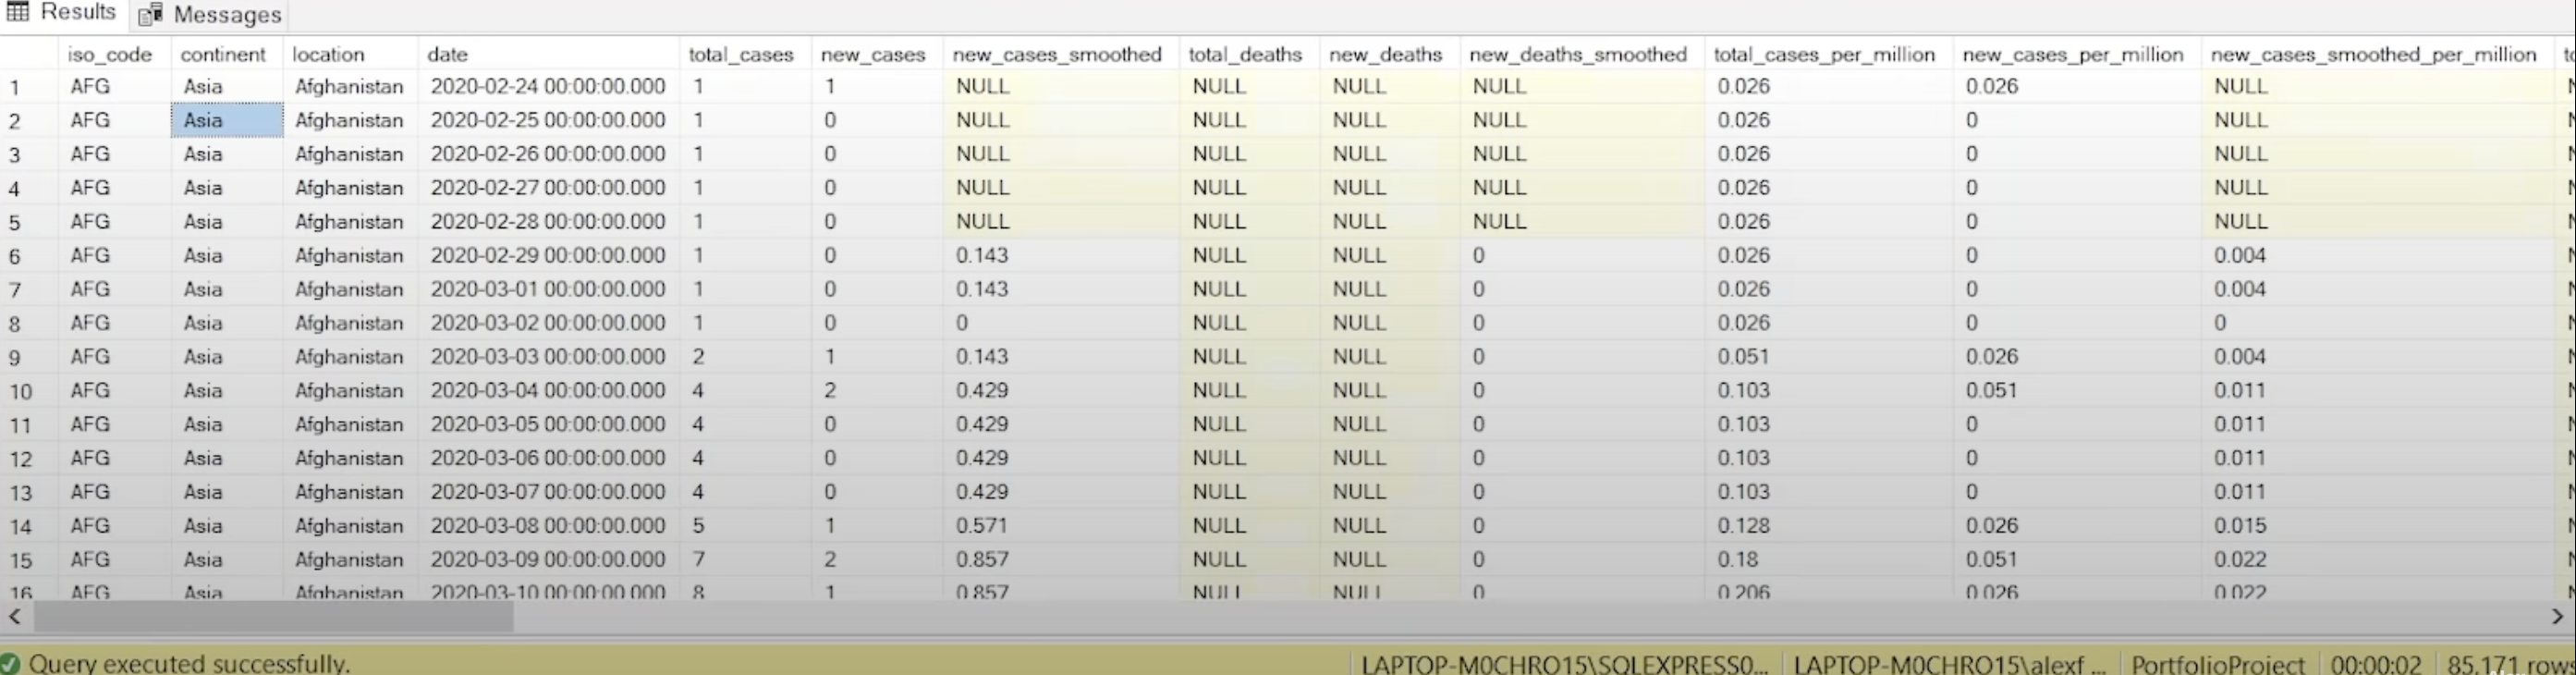 Results Messages
iso_code continent location date total_cases new_cases new_cases_smoothed total_deaths new_deaths new_deaths_smoothed total_cases_per_million new_cases_per_million new_cases_smoothed_per_million
1 AFG Asia Afghanistan 2020-02-24 00:00:00.000 1 1 NULL NULL NULL NULL 0.026 0.026 NULL
2 AFG Asia Afghanistan 2020-02-25 00:00:00.000 1 0 NULL NULL NULL NULL 0.026 0 NULL
3 AFG Asia Afghanistan 2020-02-26 00:00:00.000 1 0 NULL NULL NULL NULL 0.026 0 NULL
4 AFG Asia Afghanistan 2020-02-27 00:00:00.000 1 0 NULL NULL NULL NULL 0.026 0 NULL
5 AFG Asia Afghanistan 2020-02-28 00:00:00.000 1 0 NULL NULL NULL NULL 0.026 0 NULL
6 AFG Asia Afghanistan 2020-02-29 00:00:00.000 1 0 0.143 NULL NULL 0 0.026 0 0.004
7 AFG Asia Afghanistan 2020-03-01 00:00:00.000 1 0 0.143 NULL NULL 0 0.026 0 0.004
8 AFG Asia Afghanistan 2020-03-02 00:00:00.000 1 0 0 NULL NULL 0 0.026 0 0
9 AFG Asia Afghanistan 2020-03-03 00:00:00.000 2 1 0.143 NULL NULL 0 0.051 0.026 0.004
10 AFG Asia Afghanistan 2020-03-04 00:00:00.000 4 2 0.429 NULL NULL 0 0.103 0.051 0.011
11 AFG Asia Afghanistan 2020-03-05 00:00:00.000 4 0 0.429 NULL NULL 0 0.103 0 0.011
12 AFG Asia Afghanistan 2020-03-06 00:00:00.000 4 0 0.429 NULL NULL 0 0.103 0 0.011
13 AFG Asia Afghanistan 2020-03-07 00:00:00.000 4 0 0.429 NULL NULL 0 0.103 0 0.011
14 AFG Asia Afghanistan 2020-03-08 00:00:00.000 5 1 0.571 NULL NULL 0 0.128 0.026 0.015
15 AFG Asia Afghanistan 2020-03-09 00:00:00.000 7 2 0.857 NULL NULL 0 0.18 0.051 0.022
16 AFG Asia Afghanistan 2020-03-10 00:00:00.000 8 1 0.857 NULL NULL 0 0.206 0.026 0.022
Query executed successfully. LAPTOP-M0CHRO15\SQLEXPRESS0... LAPTOP-M0CHRO15\alexf ... PortfolioProject 00:00:02 85,171 rows